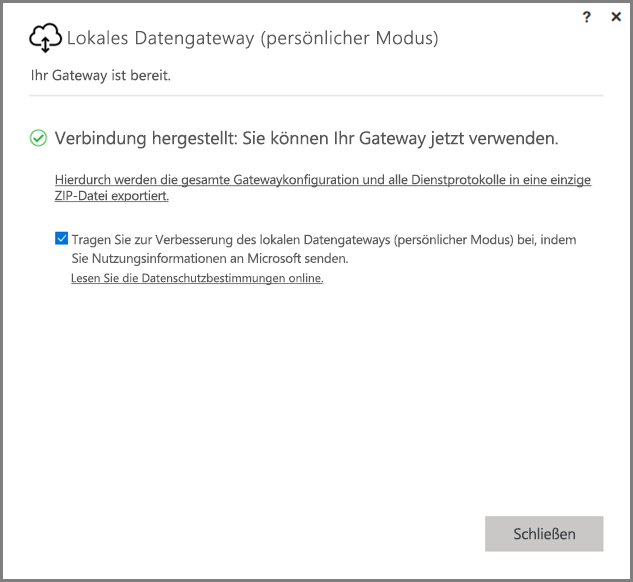 ? ×
Lokales Datengateway (persönlicher Modus)
Ihr Gateway ist bereit.
Verbindung hergestellt: Sie können Ihr Gateway jetzt verwenden.
Hierdurch werden die gesamte Gatewaykonfiguration und alle Dienstprotokolle in eine einzige
ZIP-Datei exportiert.
Tragen Sie zur Verbesserung des lokalen Datengateways (persönlicher Modus) bei, indem
Sie Nutzungsinformationen an Microsoft senden.
Lesen Sie die Datenschutzbestimmungen online.
Schließen